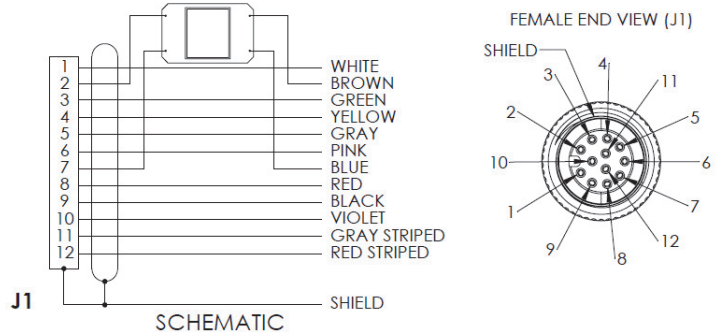 FEMALE END VIEW (J1)
SHIELD
3
4
11
2
5
10
6
1
7
9
8
12
1 WHITE
2 BROWN
3 GREEN
4 YELLOW
5 GRAY
6 PINK
7 BLUE
8 RED
9 BLACK
10 VIOLET
11 GRAY STRIPED
12 RED STRIPED
J1 SHIELD
SCHEMATIC